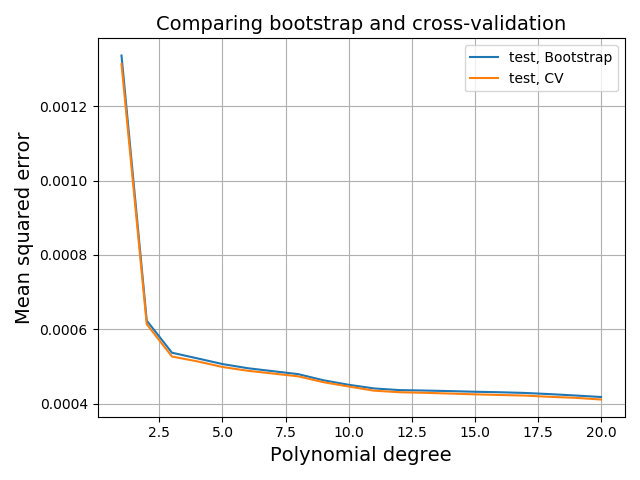 Comparing bootstrap and cross-validation
test, Bootstrap
test, CV
Mean squared error
0.0012
0.0010
0.0008
0.0006
0.0004
2.5 5.0 7.5 10.0 12.5 15.0 17.5 20.0
Polynomial degree